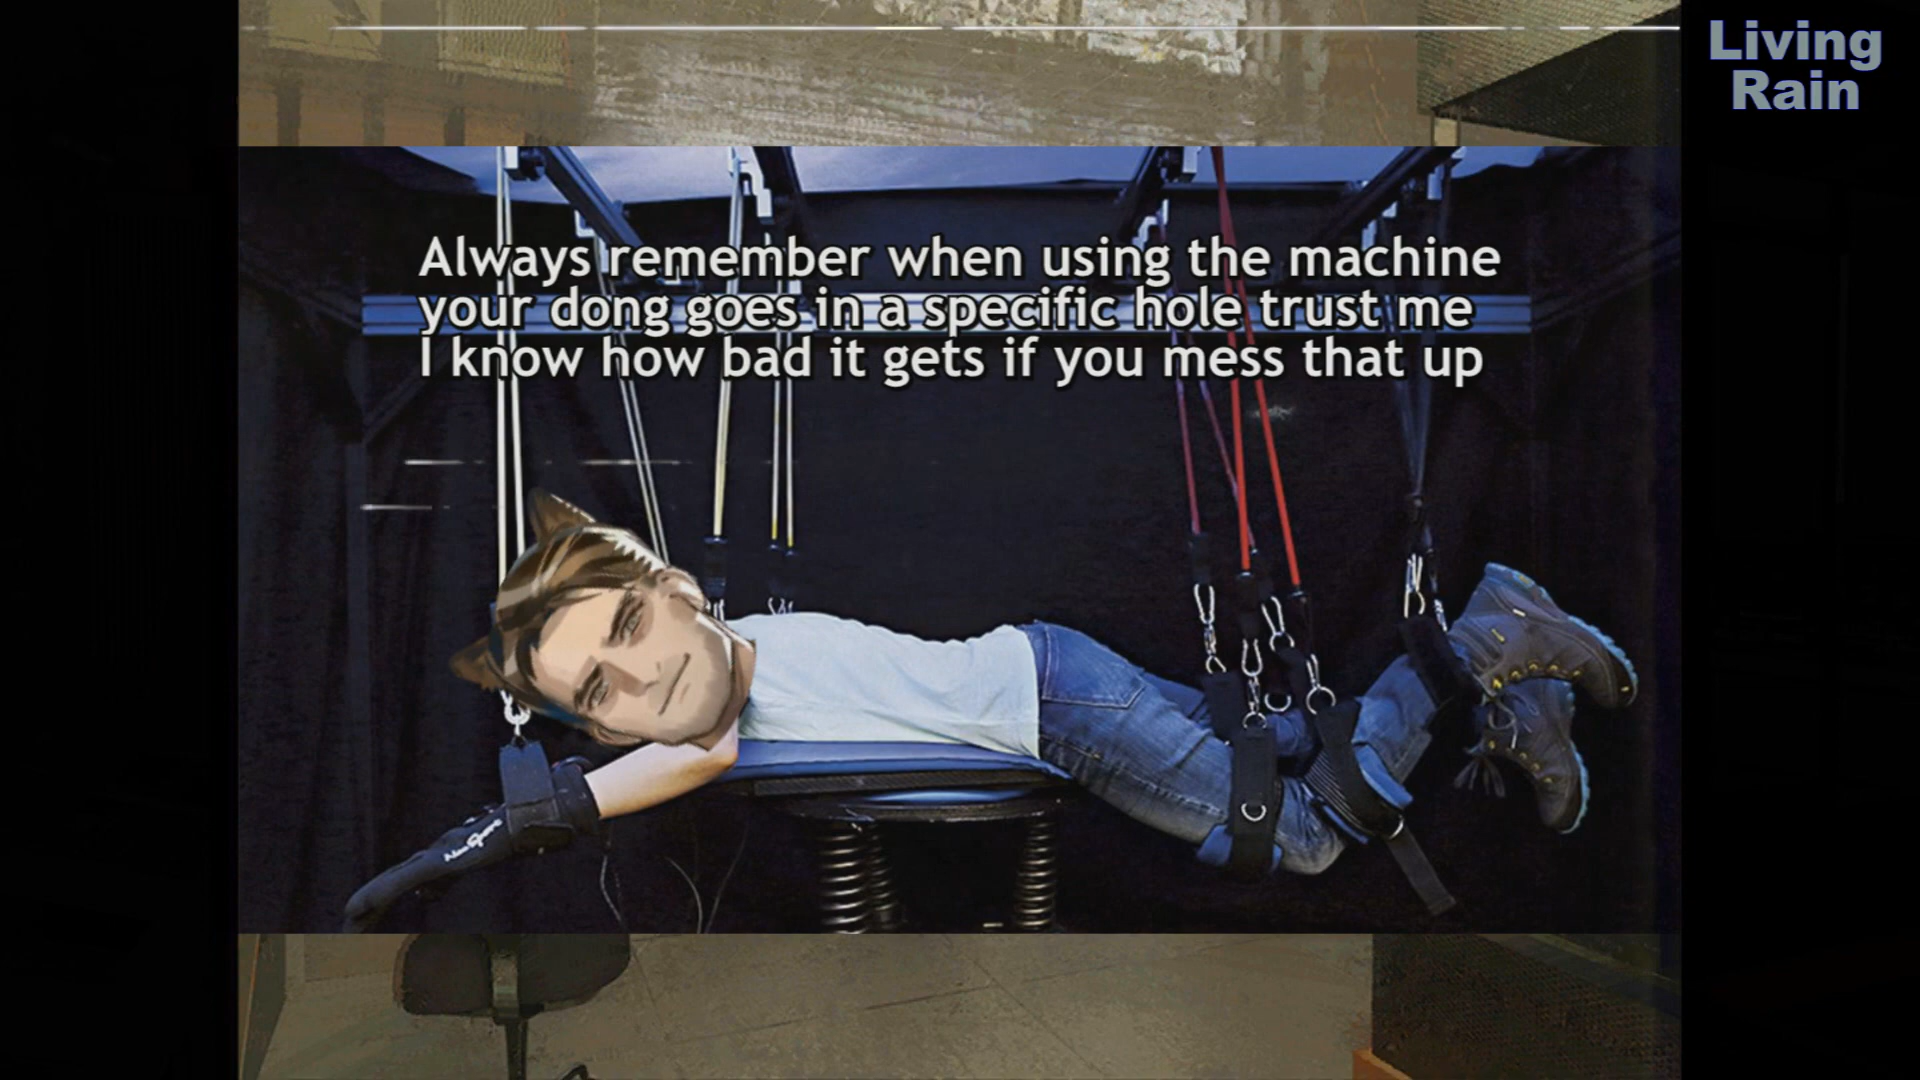 Living
Rain
Always remember when using the machine
your dong goes in a specific hole trust me
I know how bad it gets if you mess that up